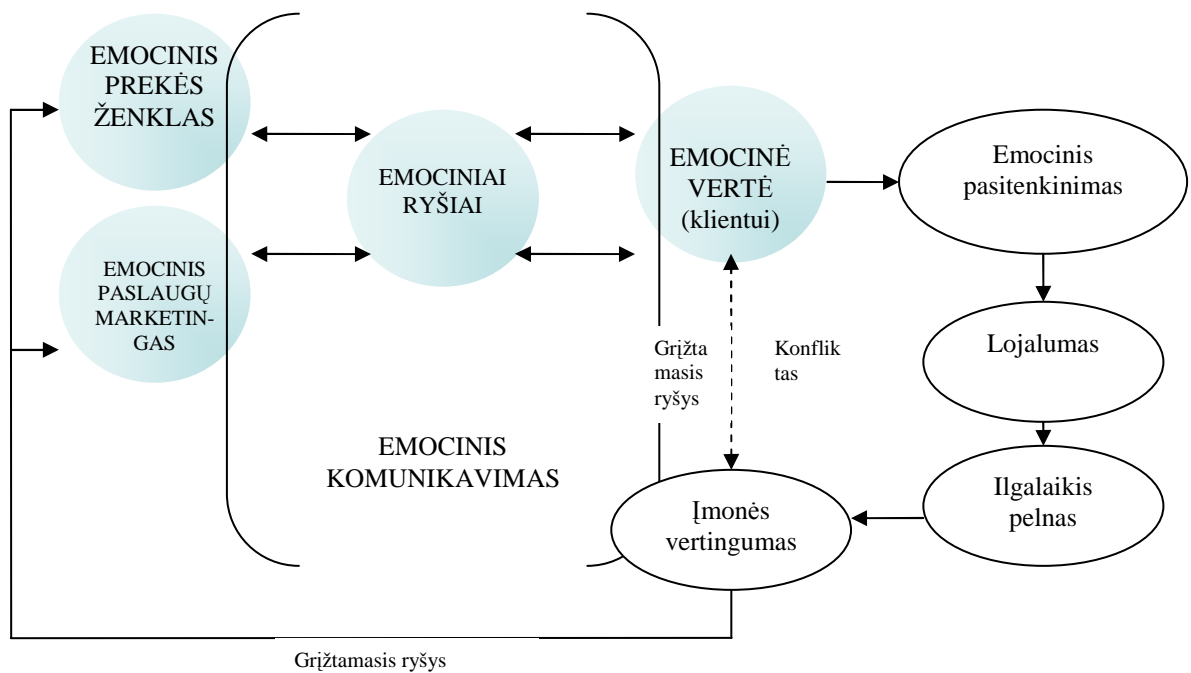 EMOCINIS
PREKĖS
ŽENKLAS
EMOCINIS
PASLAUGŲ
MARKETIN-
GAS
EMOCINIAI
RYŠIAI
EMOCINĖ
VERTĖ
(klientui)
Emocinis
pasitenkinimas
Lojalumas
Ilgalaikis
pelnas
Grįžta
masis
ryšys
Konflik
tas
EMOCINIS
KOMUNIKAVIMAS
Įmonės
vertingumas
Grįžtamasis ryšys